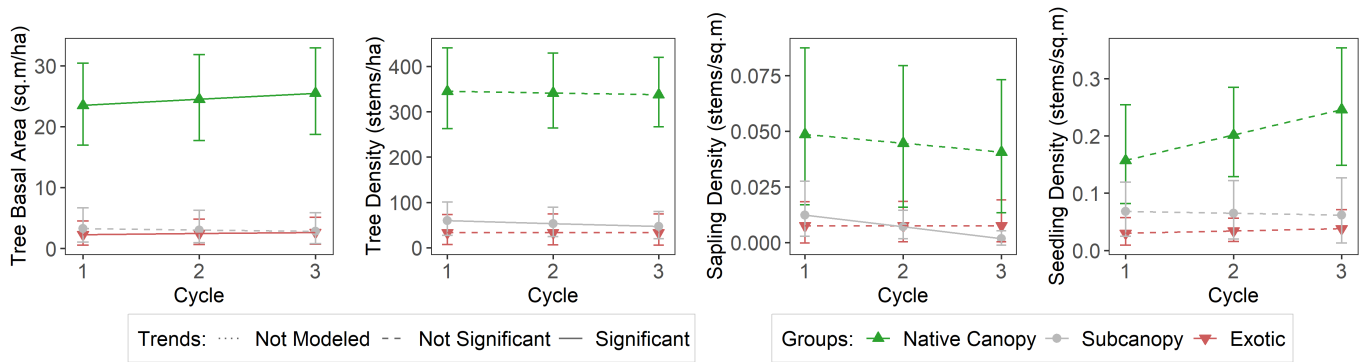 Tree Basal Area (sq.m/ha)
30
20
10
0
1 2 3
Cycle
Tree Density (stems/ha)
400
300
200
100
0
1 2 3
Cycle
Sapling Density (stems/sq.m)
0.075
0.050
0.025
0.000
1 2 3
Cycle
Seedling Density (stems/sq.m)
0.3
0.2
0.1
0.0
1 2 3
Cycle
Trends: Not Modeled Not Significant Significant
Groups: Native Canopy Subcanopy Exotic